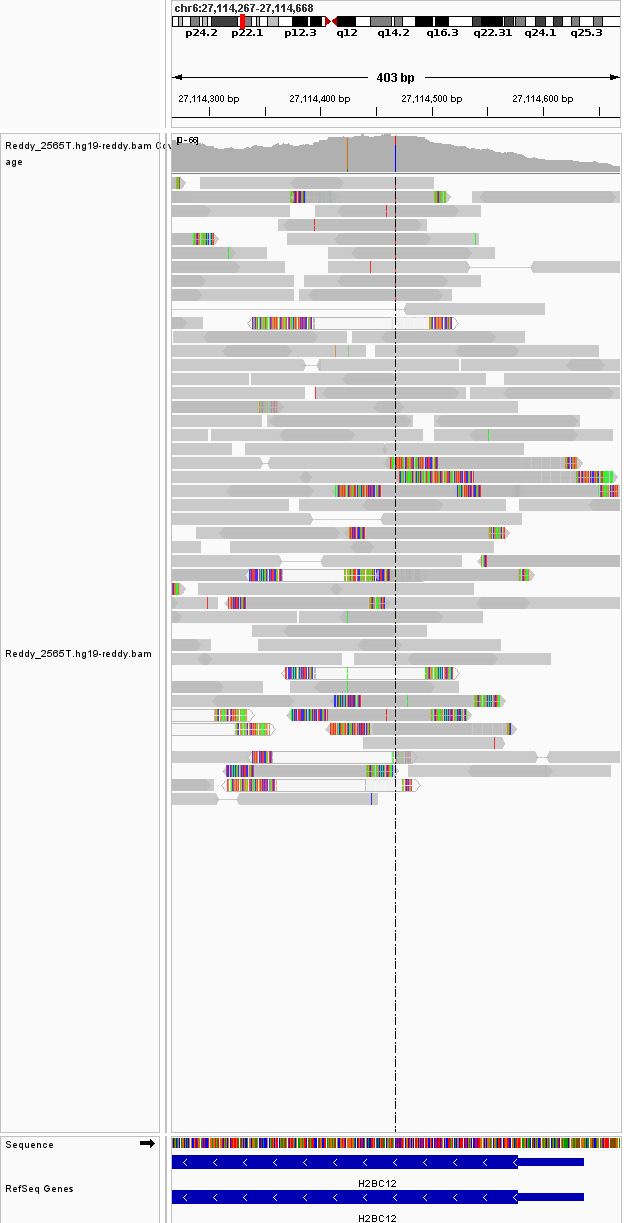 chr6:27,114,267-27,114,668
p24.2 p22.1 p12.3 q12 q14.2 q16.3 q22.31 q24.1 q25.3
403 bp
27,114,300 bp 27,114,400 bp 27,114,500 bp 27,114,600 bp
Reddy_2565T.hg19-reddy.bam Cov
age
Reddy_2565T.hg19-reddy.bam
Sequence
H2BC12
RefSeq Genes
H2BC12